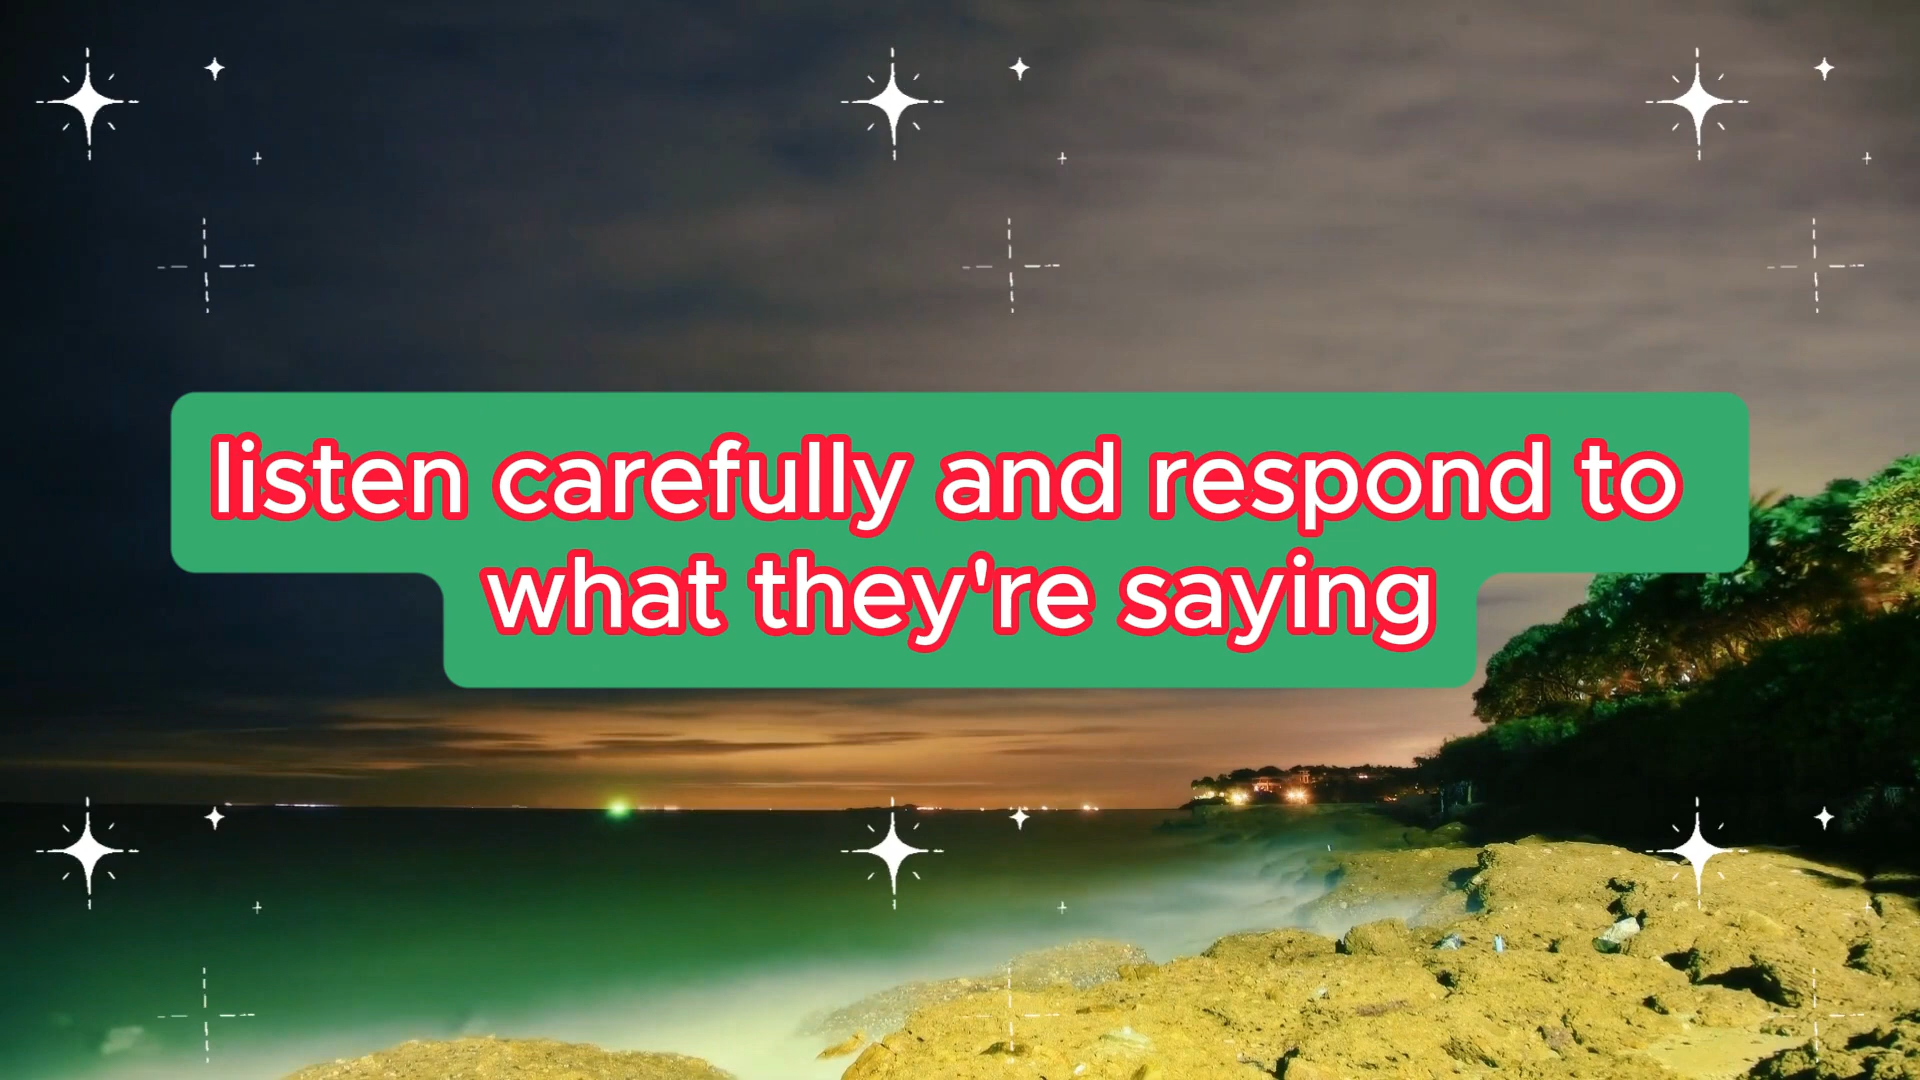 listen carefully and respond to
what they're saying